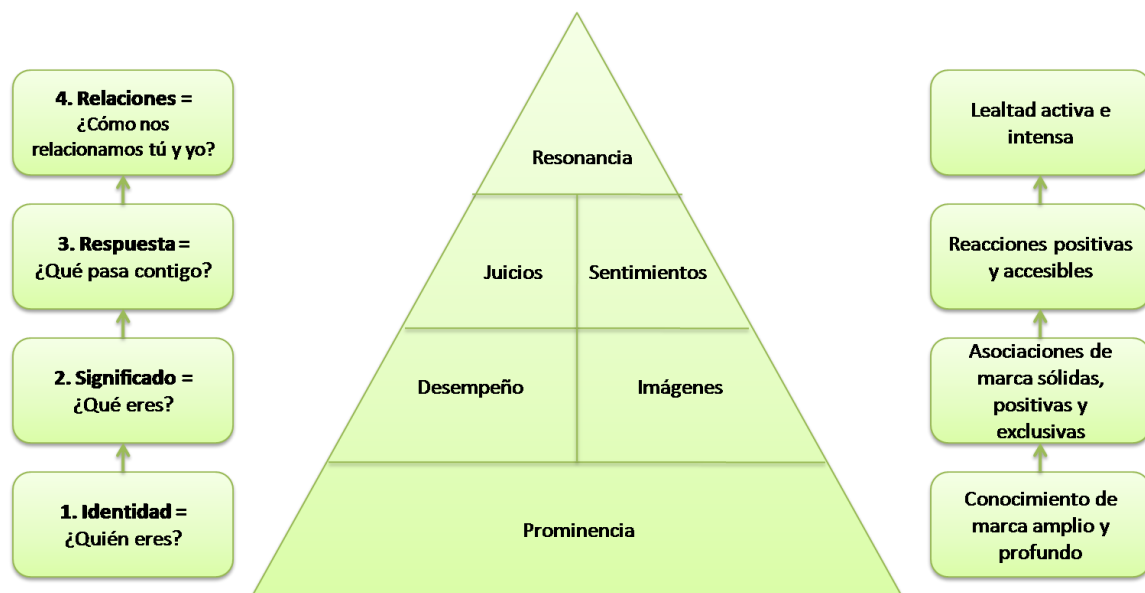 4. Relaciones =
¿Cómo nos
relacionamos tú y yo?
3. Respuesta =
¿Qué pasa contigo?
2. Significado =
¿Qué eres?
1. Identidad =
¿Quién eres?
Resonancia
Juicios
Sentimientos
Desempeño
Imágenes
Prominencia
Lealtad activa e
intensa
Reacciones positivas
y accesibles
Asociaciones de
marca sólidas,
positivas y
exclusivas
Conocimiento de
marca amplio y
profundo